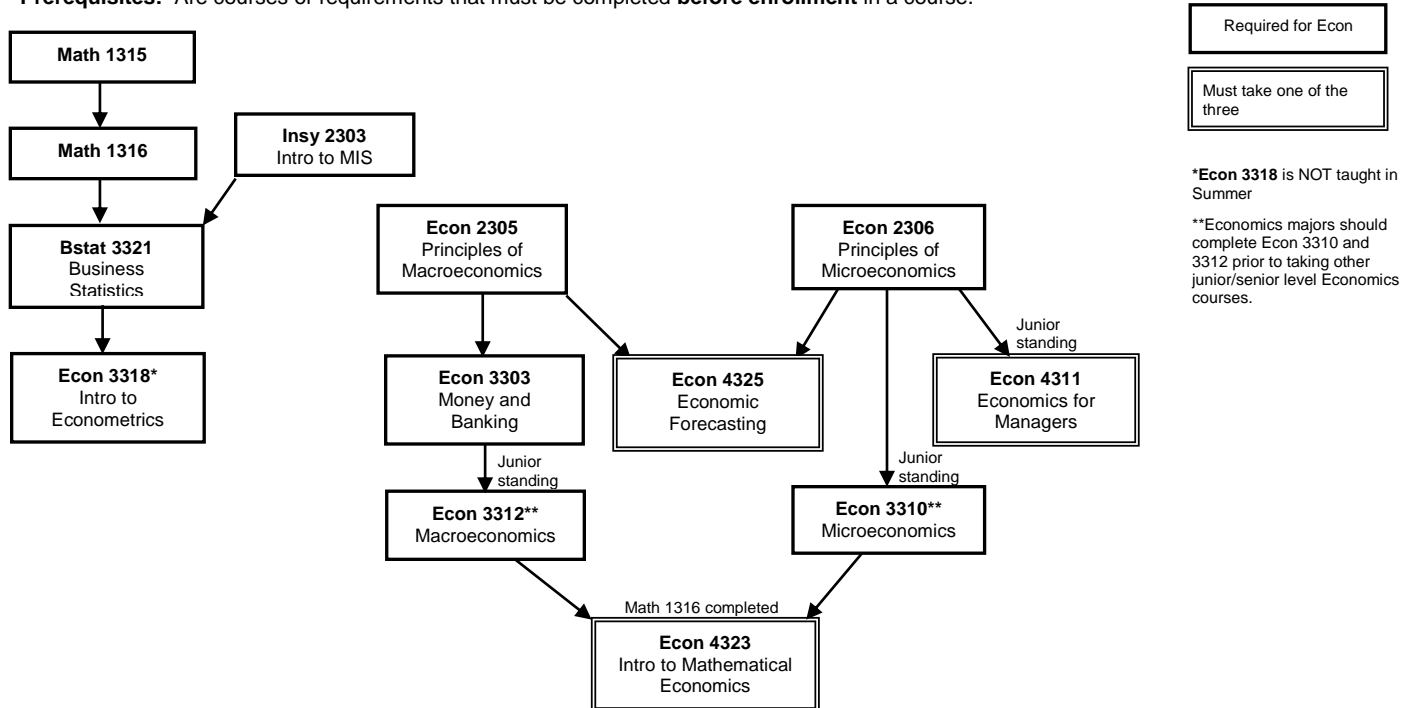 Prerequisites: Are courses or requirements that must be completed before enrollment in a course.
Required for Econ
Must take one of the
three
*Econ 3318 is NOT taught in
Summer
**Economics majors should
complete Econ 3310 and
3312 prior to taking other
junior/senior level Economics
courses.
Math 1315
Math 1316
Insy 2303
Intro to MIS
Bstat 3321
Business
Statistics
Econ 3318*
Intro to
Econometrics
Econ 2305
Principles of
Macroeconomics
Econ 2306
Principles of
Microeconomics
Econ 3303
Money and
Banking
Econ 4325
Economic
Forecasting
Junior
standing
Econ 4311
Economics for
Managers
Junior
standing
Econ 3312**
Macroeconomics
Junior
standing
Econ 3310**
Microeconomics
Math 1316 completed
Econ 4323
Intro to Mathematical
Economics